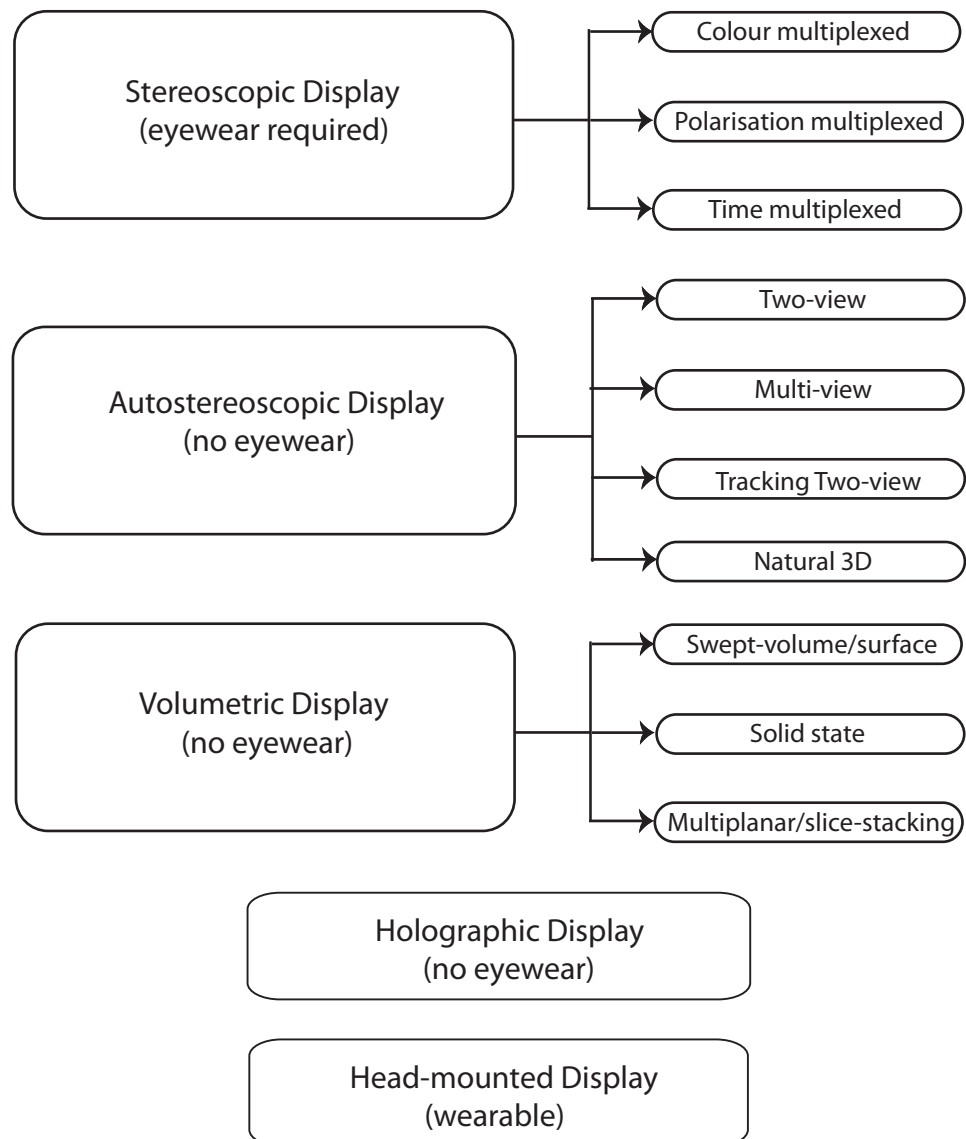 Stereoscopic Display
(eyewear required)
Colour multiplexed
Polarisation multiplexed
Time multiplexed
Autostereoscopic Display
(no eyewear)
Two-view
Multi-view
Tracking Two-view
Natural 3D
Volumetric Display
(no eyewear)
Swept-volume/surface
Solid state
Multiplanar/slice-stacking
Holographic Display
(no eyewear)
Head-mounted Display
(wearable)